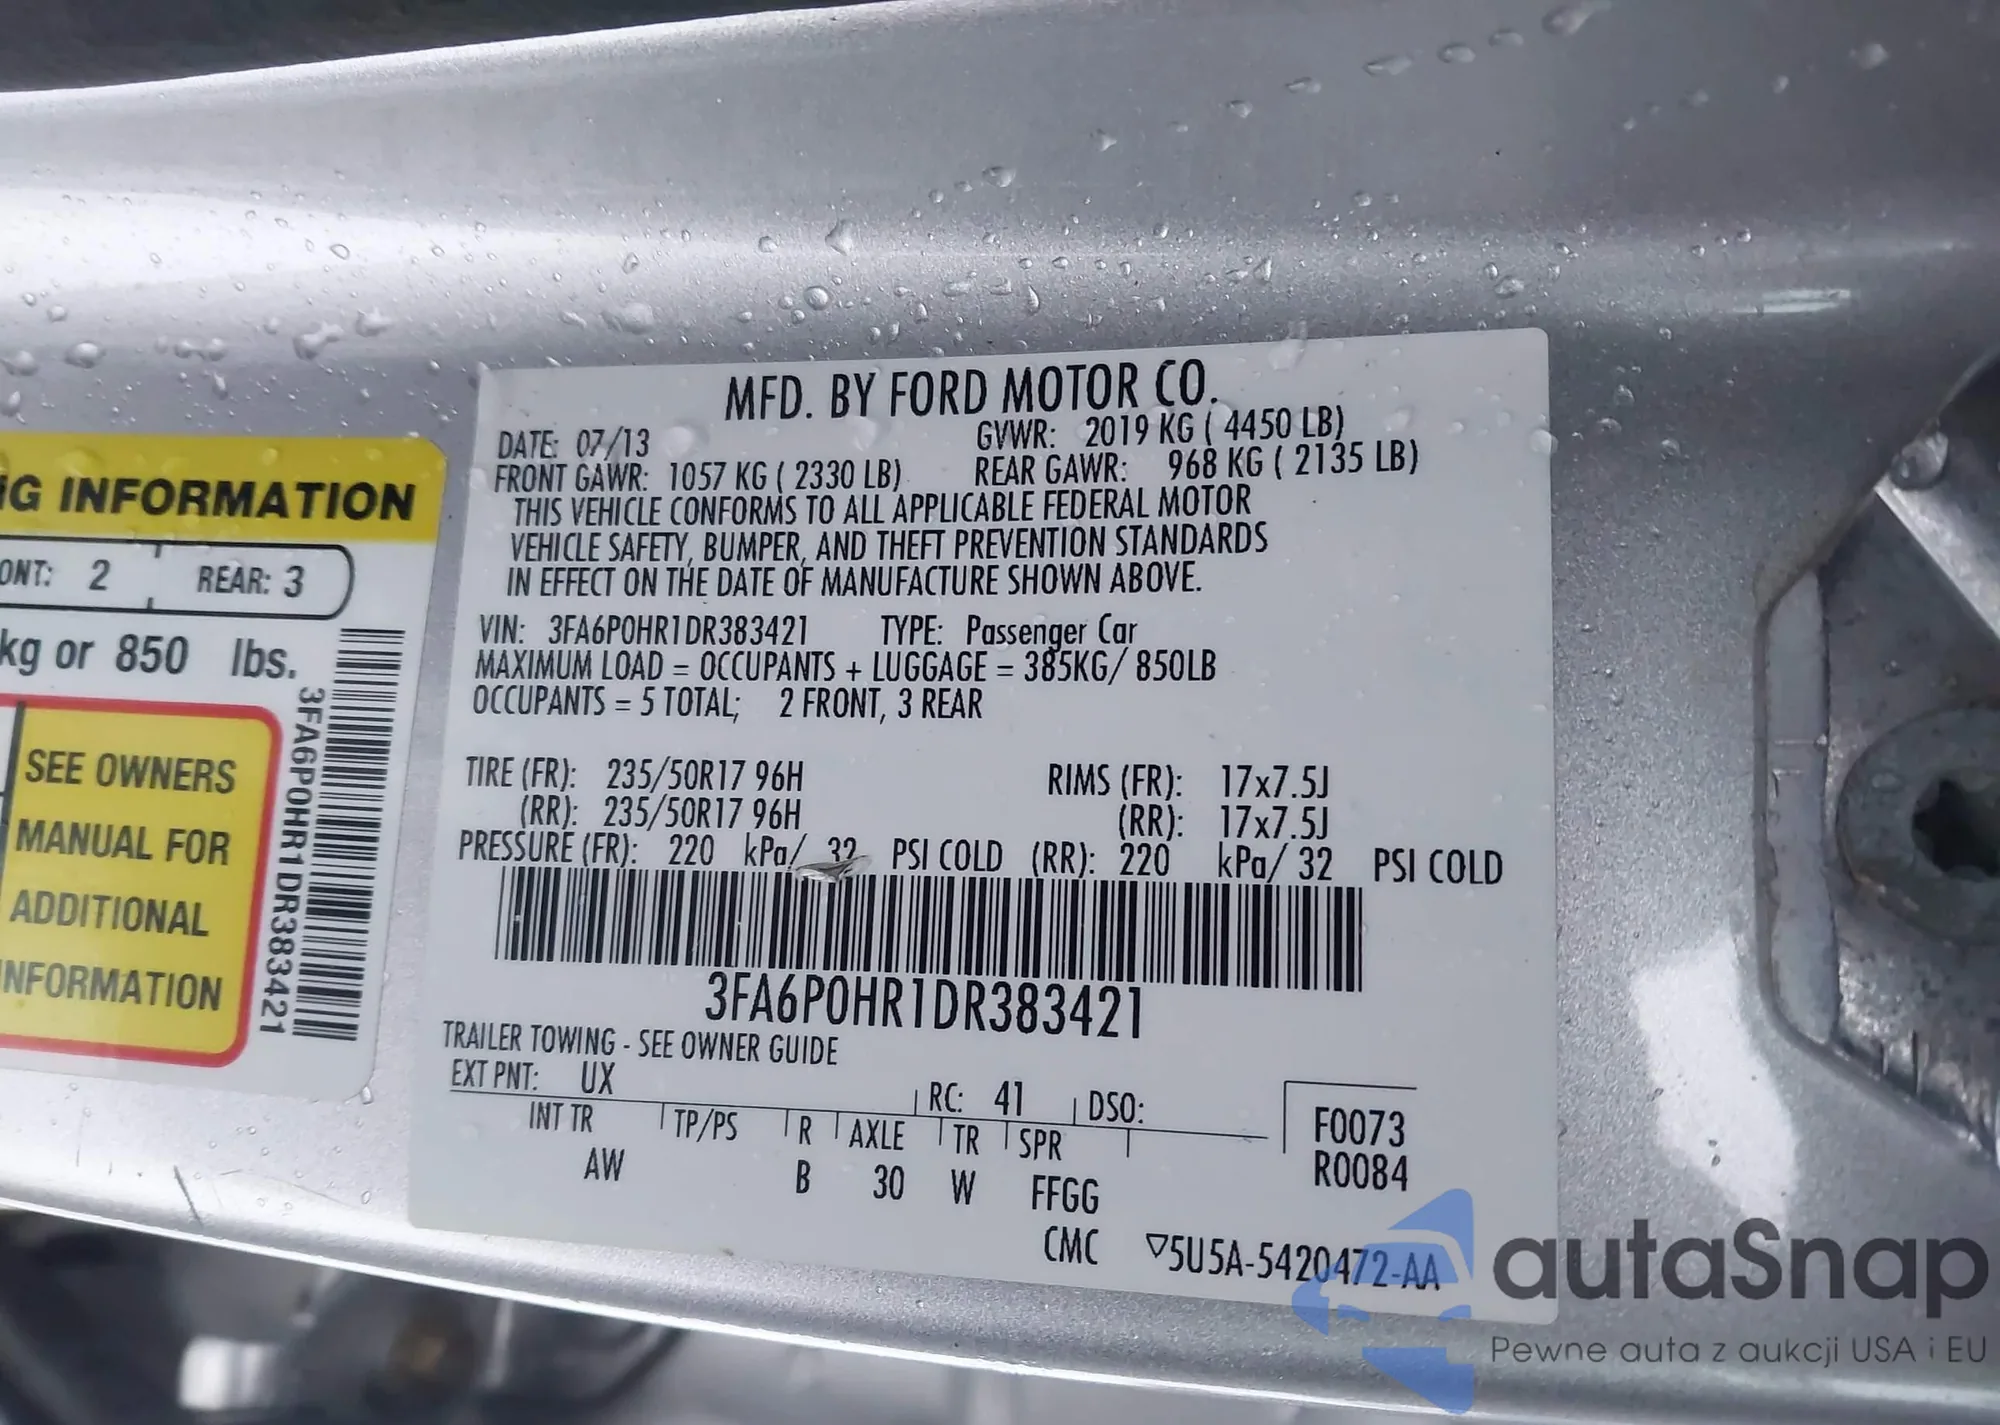 INFORMATION
2 REAR: 3
kg or 850 lbs.
SEE OWNERS
MANUAL FOR
ADDITIONAL
INFORMATION
3FA6P0HR1DR383421
MFD. BY FORD MOTOR CO.
DATE: 07/13 GVWR: 2019 KG ( 4450 LB)
FRONT GAWR: 1057 KG ( 2330 LB) REAR GAWR: 968 KG ( 2135 LB)
THIS VEHICLE CONFORMS TO ALL APPLICABLE FEDERAL MOTOR
VEHICLE SAFETY, BUMPER, AND THEFT PREVENTION STANDARDS
IN EFFECT ON THE DATE OF MANUFACTURE SHOWN ABOVE.
VIN: 3FA6P0HR1DR383421 TYPE: Passenger Car
MAXIMUM LOAD = OCCUPANTS + LUGGAGE = 385KG/ 850LB
OCCUPANTS = 5 TOTAL; 2 FRONT, 3 REAR
TIRE (FR): 235/50R17 96H RIMS (FR): 17x7.5J
(RR): 235/50R17 96H (RR): 17x7.5J
PRESSURE (FR): 220 kPa/ 32 PSI COLD (RR): 220 kPa/ 32 PSI COLD
3FA6P0HR1DR383421
TRAILER TOWING - SEE OWNER GUIDE
EXT PNT: UX RC: 41 DSO:
INT TR TP/PS R AXLE TR SPR F0073
AW B 30 W FFGG R0084
CMC ▽5U5A-5420472-AA
autaSnap
Pewne auta z aukcji USA i EU